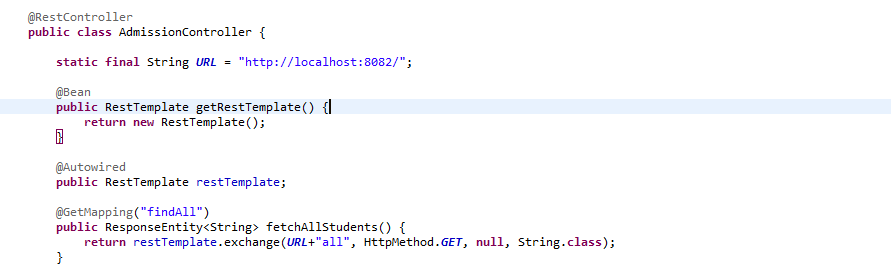 @RestController
public class AdmissionController {
static final String URL = "http://localhost:8082/";
@Bean
public RestTemplate getRestTemplate() {
return new RestTemplate();
}
@Autowired
public RestTemplate restTemplate;
@GetMapping("findAll")
public ResponseEntity<String> fetchAllStudents() {
return restTemplate.exchange(URL+"all", HttpMethod.GET, null, String.class);
}